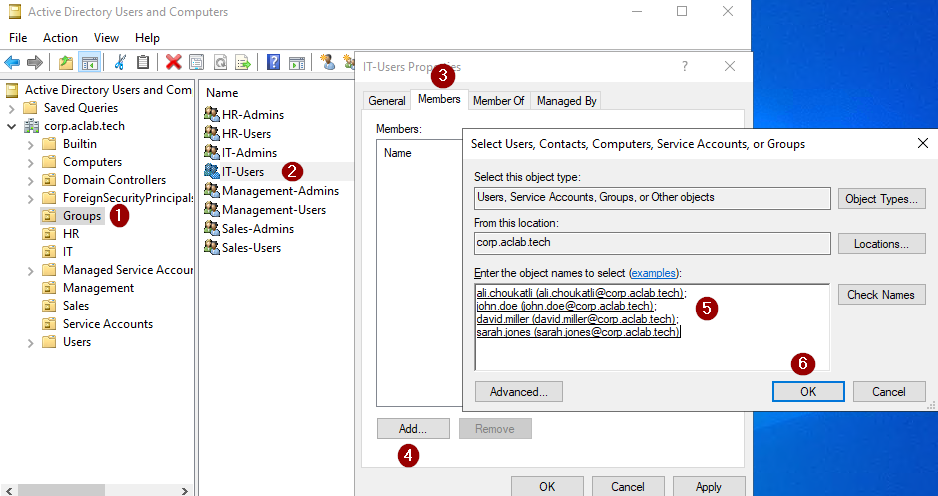 Active Directory Users and Computers
File Action View Help
Active Directory Users and Com
Saved Queries
corp.aclab.tech
Builtin
Computers
Domain Controllers
ForeignSecurityPrincipals
Groups 1
HR
IT
Managed Service Accour
Management
Sales
Service Accounts
Users
Name
HR-Admins
HR-Users
IT-Admins
IT-Users 2
Management-Admins
Management-Users
Sales-Admins
Sales-Users
IT-Users Properties
3
General Members Member Of Managed By
Members:
Name
Add... Remove
4
OK Cancel Apply
Select Users, Contacts, Computers, Service Accounts, or Groups
Select this object type:
Users, Service Accounts, Groups, or Other objects Object Types...
From this location:
corp.aclab.tech Locations...
Enter the object names to select (examples):
ali.choukatli (ali.choukatli@corp.aclab.tech); Check Names
john.doe (john.doe@corp.aclab.tech); 5
david.miller (david.miller@corp.aclab.tech);
sarah.jones (sarah.jones@corp.aclab.tech)
6
Advanced... OK Cancel